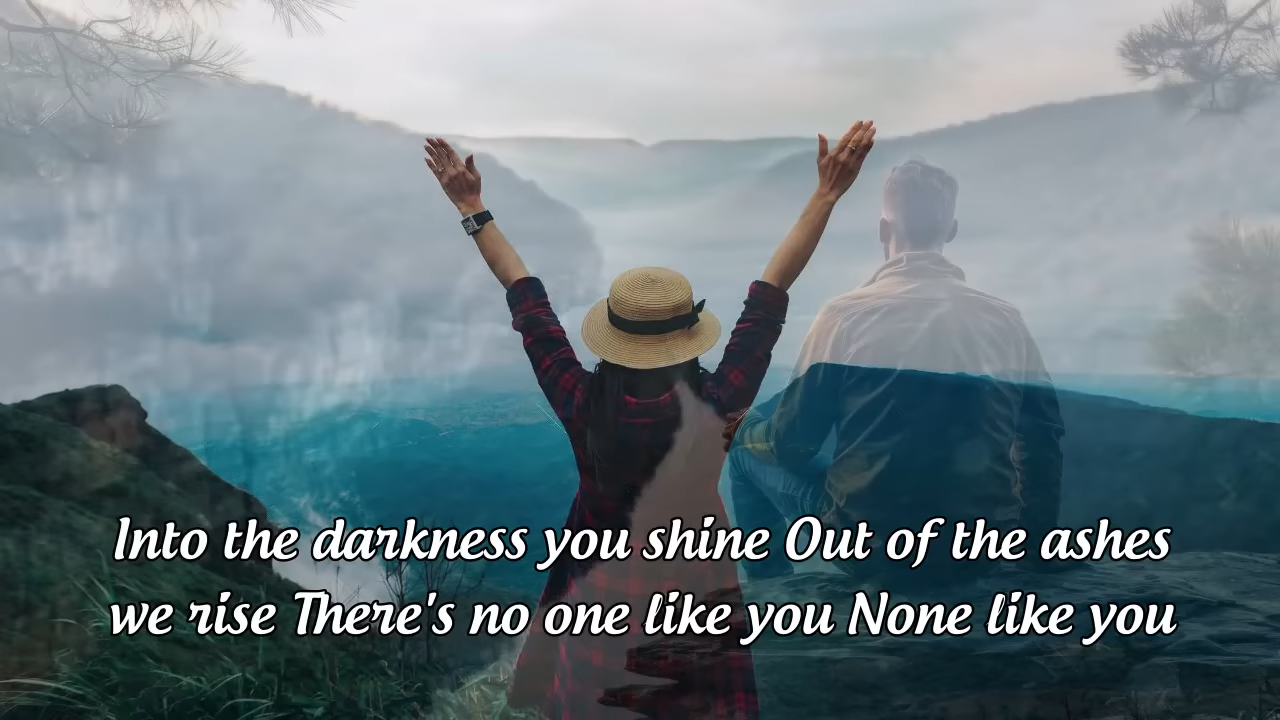 Into the darkness you shine Out of the ashes
we rise There's no one like you None like you